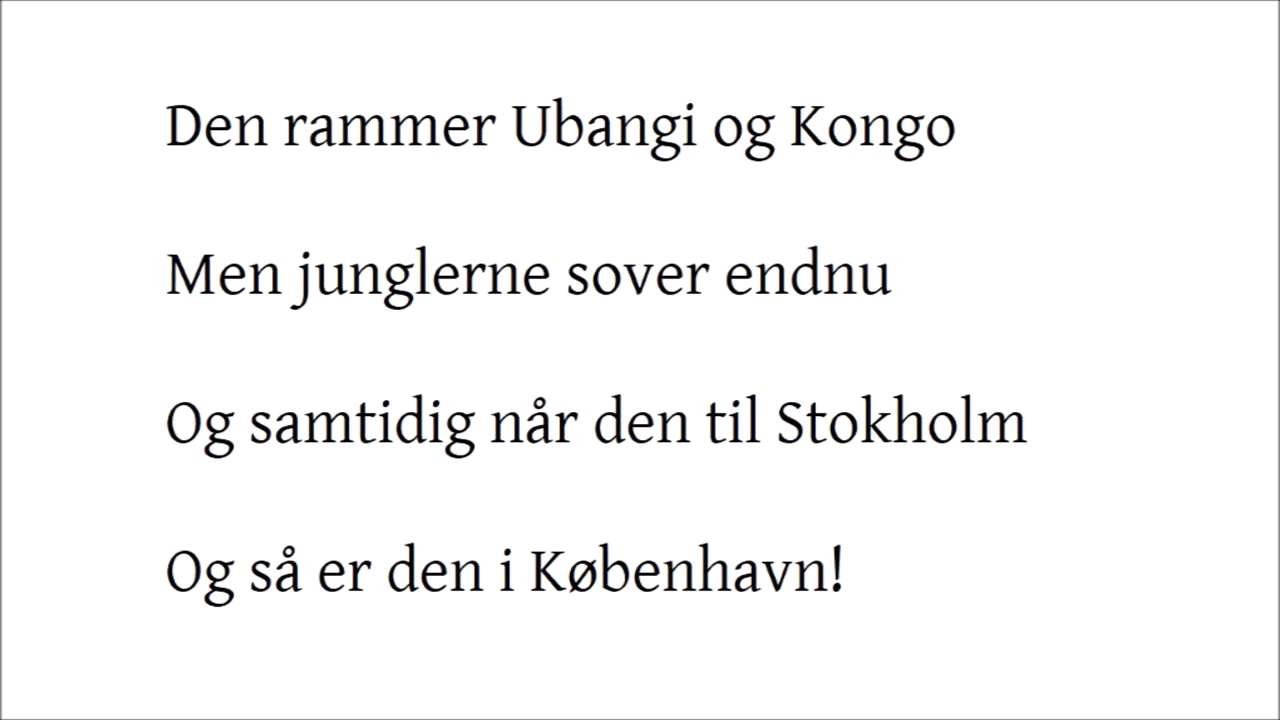 Den rammer Ubangi og Kongo
Men junglerne sover endnu
Og samtidig når den til Stokholm
Og så er den i København!